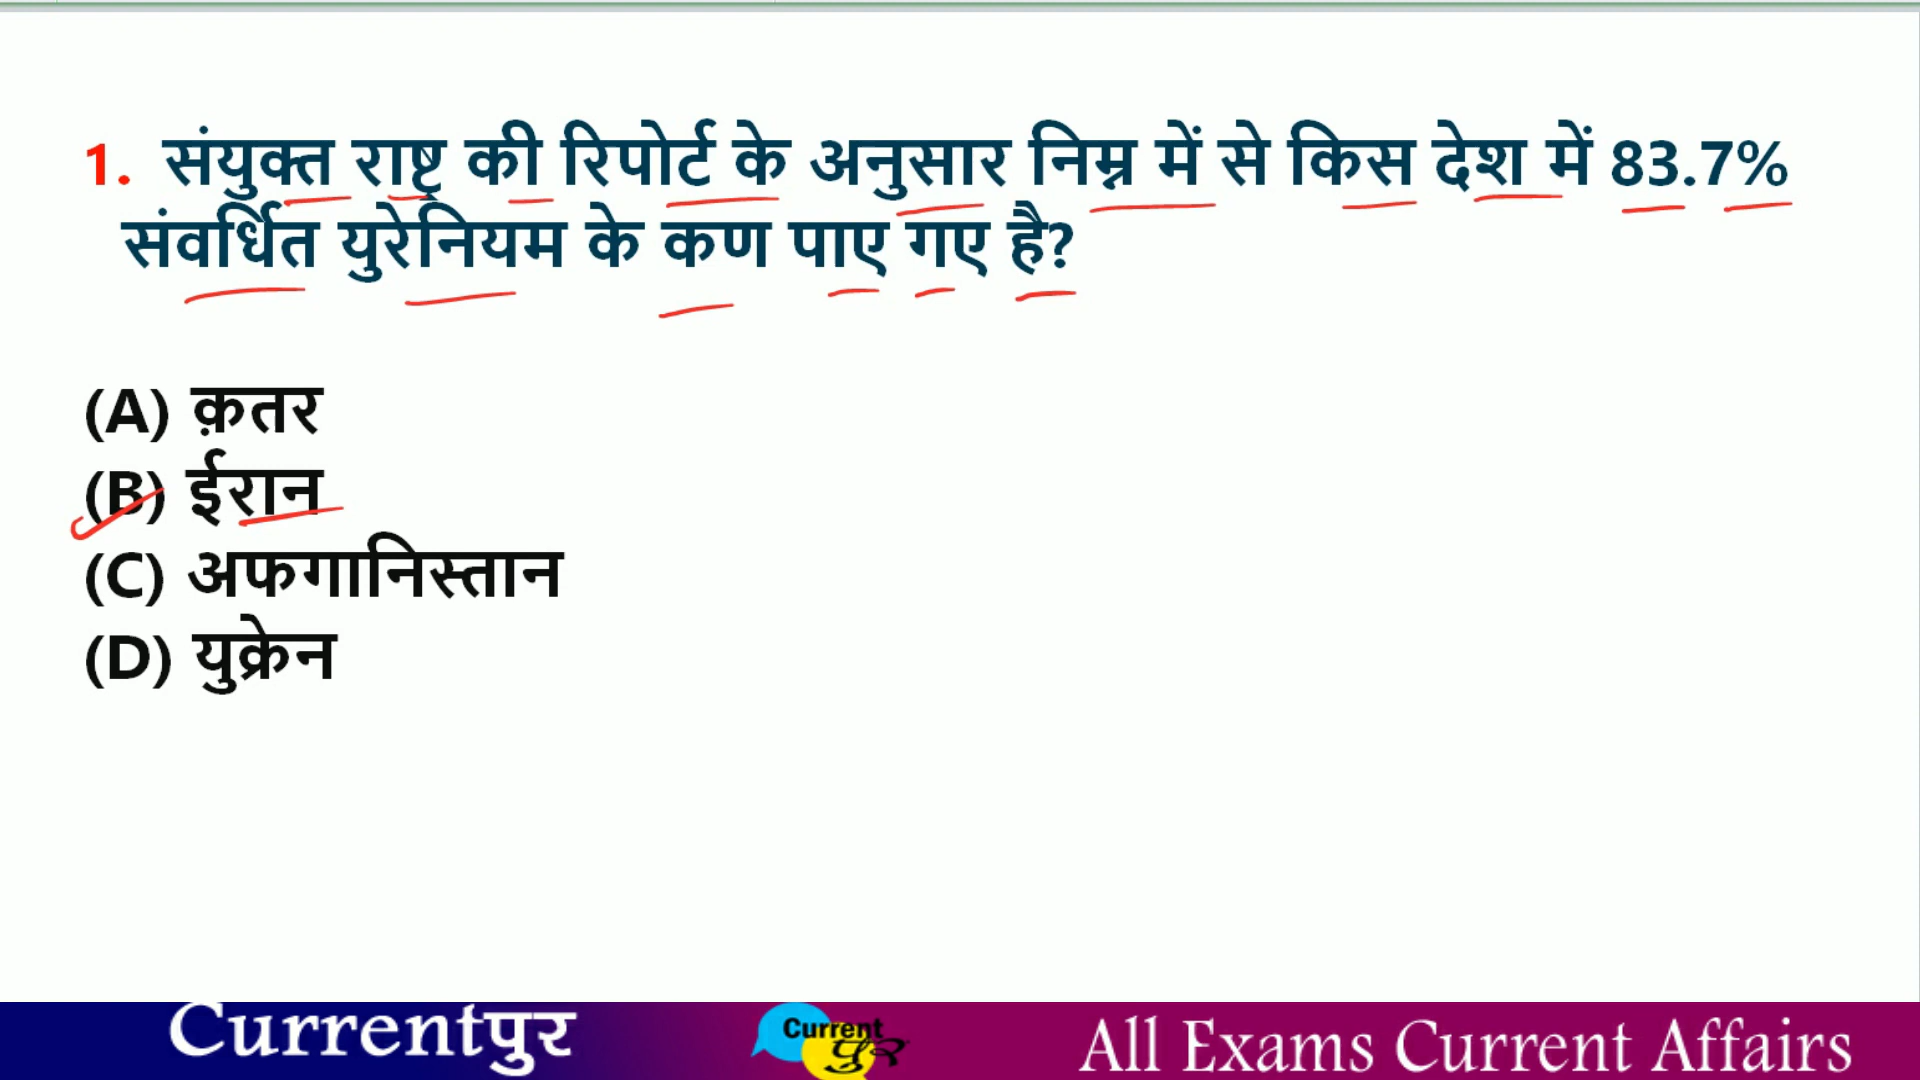 1. संयुक्त राष्ट्र की रिपोर्ट के अनुसार निम्न में से किस देश में 83.7%
संवर्धित युरेनियम के कण पाए गए है?
(A) क़तर
(B) ईरान
(C) अफगानिस्तान
(D) युक्रेन
Currentपुर
Current
पुर
All Exams Current Affairs